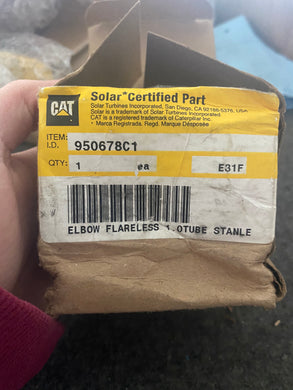 CAT
Solar* Certified Part
Solar Turbines Incorporated, San Diego, CA 92186-5376, USA
Solar is a trademark of Solar Turbines Incorporated.
CAT is a registered trademark of Caterpillar Inc.
• Marca Registrada, Regd. Marque Déposée
ITEM:
I.D. 950678C1
QTY: 1 ea E31F
ELBOW FLARELESS 1.0TUBE STANLE